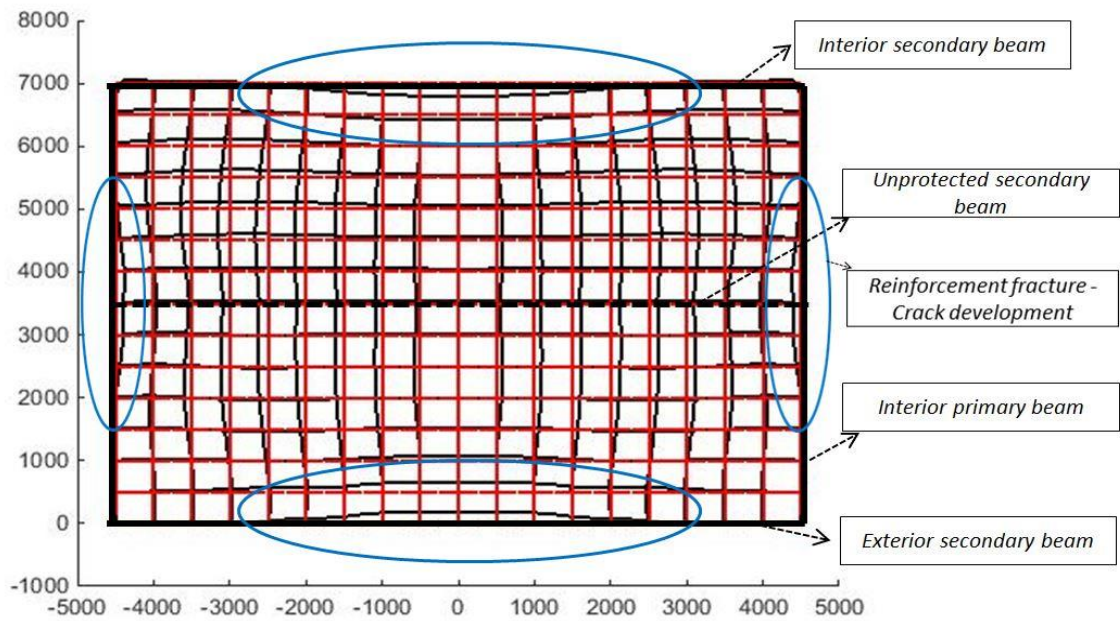 8000
7000
6000
5000
4000
3000
2000
1000
0
-1000
-5000 -4000 -3000 -2000 -1000 0 1000 2000 3000 4000 5000
Interior secondary beam
Unprotected secondary
beam
Reinforcement fracture -
Crack development
Interior primary beam
Exterior secondary beam